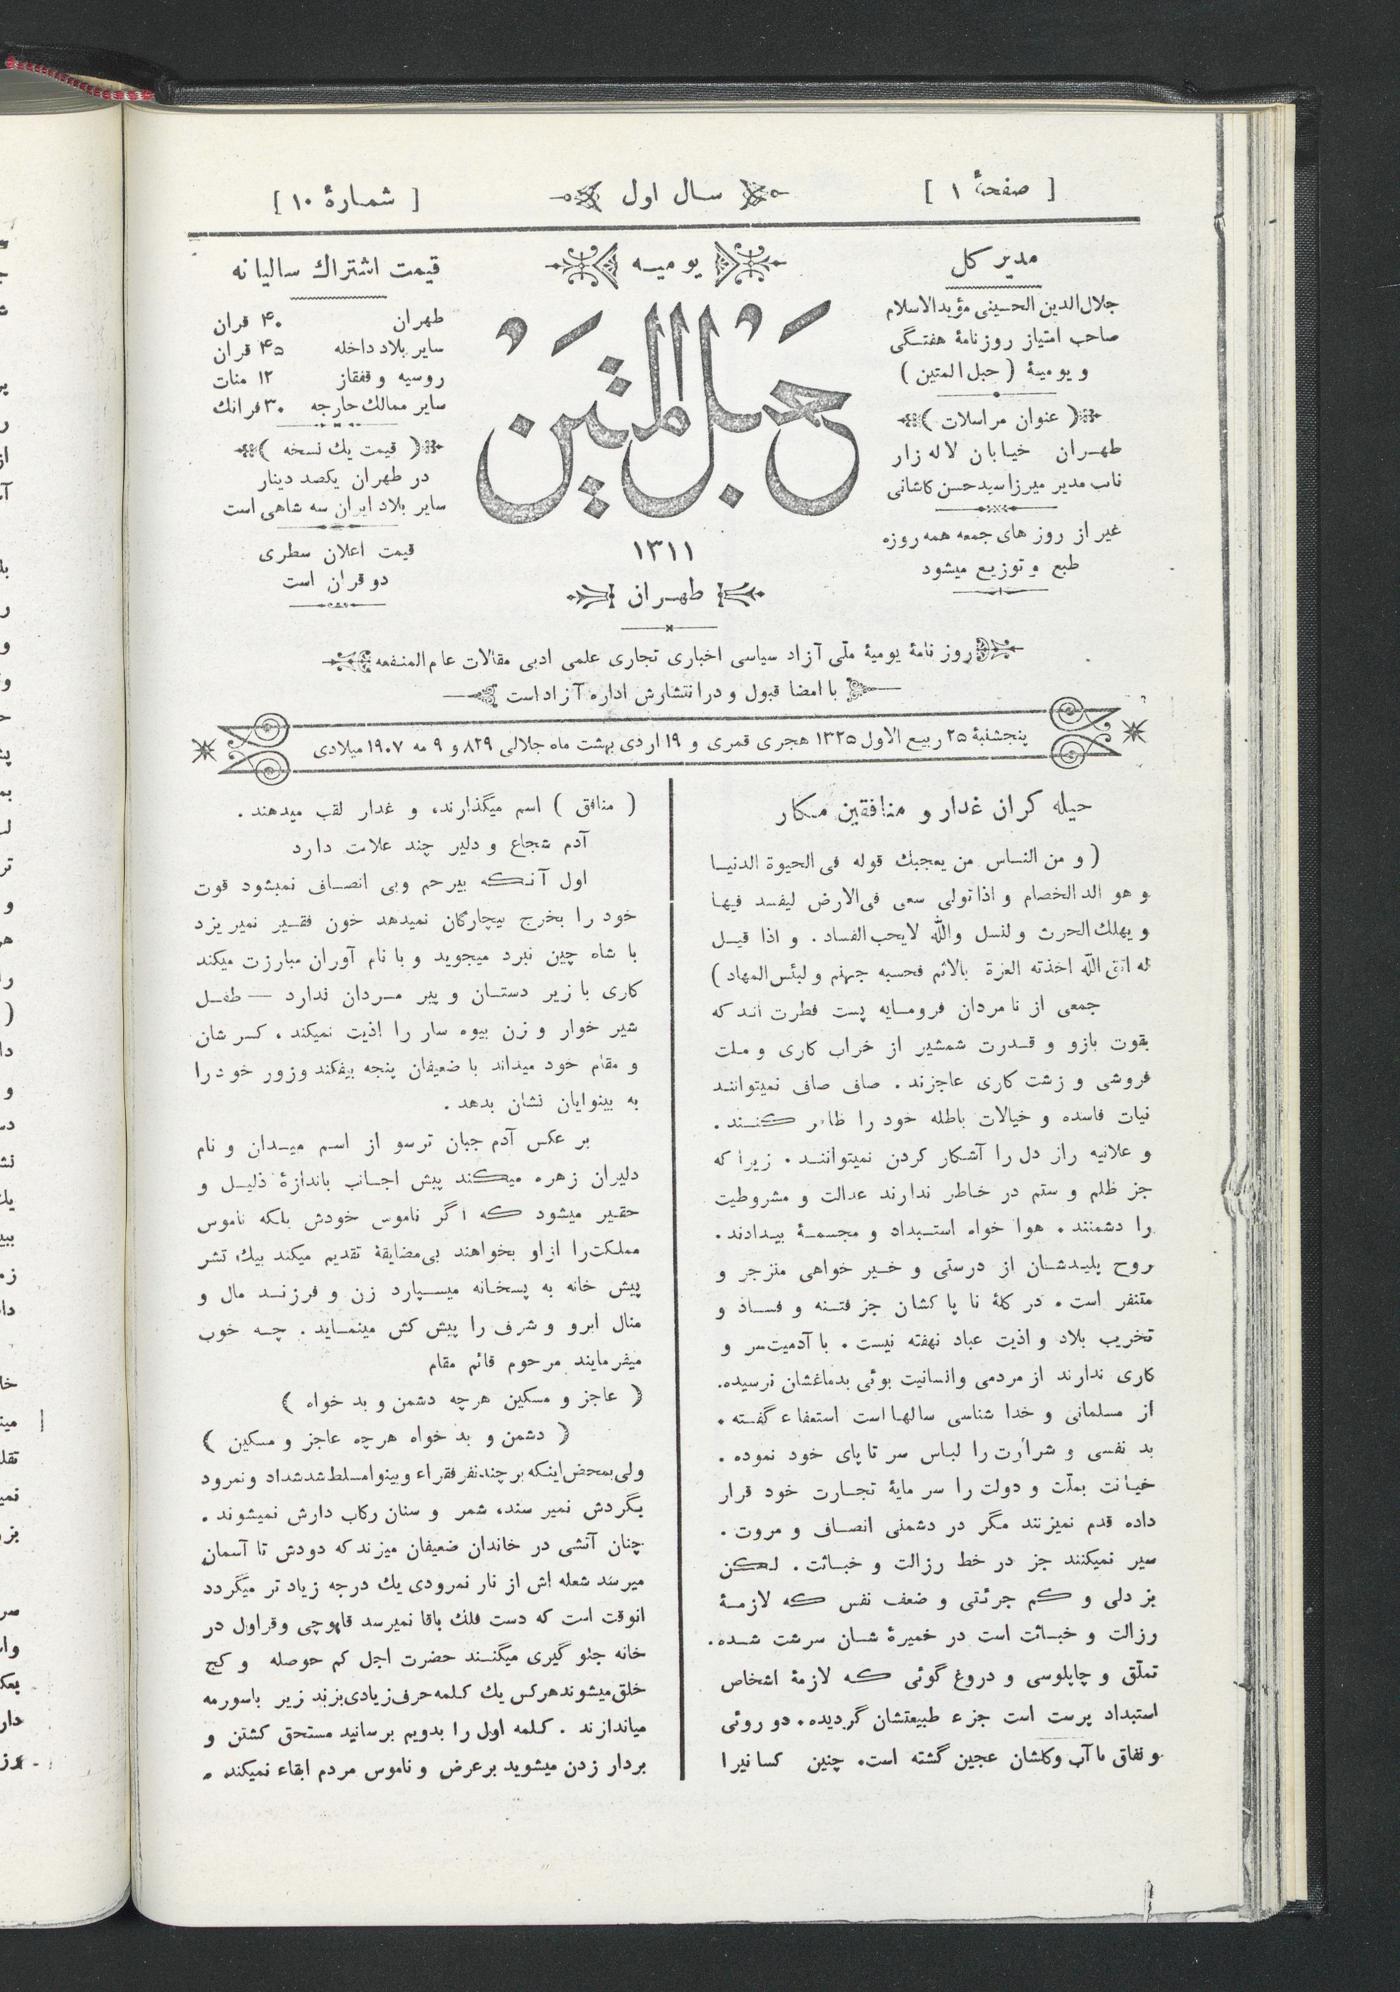 [ صفحهٔ ۱ ]
سال اول
[ شمارهٔ ۱۰ ]
مدیر کل
جلال‌الدین الحسینی مؤیدالاسلام
صاحب امتیاز روزنامهٔ هفتگی
و یومیهٔ ( حبل المتین )
( عنوان مراسلات )
طهران خیابان لاله زار
نایب مدیر میرزا سید حسن کاشانی
غیر از روز های جمعه همه روزه
طبع و توزیع میشود
یومیه
حبل المتین
۱۳۱۱
طهران
قیمت اشتراك سالیانه
طهران ۴۰ قران
سایر بلاد داخله ۴۵ قران
روسیه و قفقاز ۱۲ منات
سایر ممالك خارجه ۳۰ فرانك
( قیمت یك نسخه )
در طهران یکصد دینار
سایر بلاد ایران سه شاهی است
قیمت اعلان سطری
دو قران است
روزنامهٔ یومیهٔ ملّی آزاد سیاسی اخباری تجاری علمی ادبی مقالات عام المنفعه
با امضا قبول و در انتشارش اداره آزاد است
پنجشنبهٔ ۲۵ ربیع الاول ۱۳۲۵ هجری قمری و ۱۹ اردی بهشت ماه جلالی ۸۲۹ و ۹ مه ۱۹۰۷ میلادی
حیله گران غدار و منافقین مکار
( و من الناس من یعجبك قوله فی الحیوة الدنیا
و هو الد الخصام و اذا تولی سعی فی‌الارض لیفسد فیها
و یهلك الحرث و لنسل والله لایحب الفساد . و اذا قیل
له اتق الله اخذته العزة بالاثم فحسبه جهنم و لبئس المهاد )
جمعی از نامردان فرومایه پست فطرت اند که
بقوت بازو و قدرت شمشیر از خراب کاری و ملت
فروشی و زشت کاری عاجزند . صاف صاف نمیتوانند
نیات فاسده و خیالات باطله خود را ظاهر کنند .
و علانیه راز دل را آشکار کردن نمیتوانند . زیرا که
جز ظلم و ستم در خاطر ندارند عدالت و مشروطیت
را دشمنند . هوا خواه استبداد و مجسمهٔ بیدادند .
روح پلیدشان از درستی و خیر خواهی منزجر و
متنفر است . در کلهٔ نا پا کشان جز فتنه و فساد و
تخریب بلاد و اذیت عباد نهفته نیست . با آدمیت سر و
کاری ندارند از مردمی وانسانیت بوئی بدماغشان نرسیده.
از مسلمانی و خدا شناسی سالها است استعفاء گفته .
بد نفسی و شرارت را لباس سر تا پای خود نموده .
خیانت بملّت و دولت را سرمایهٔ تجارت خود قرار
داده قدم نمیزنند مگر در دشمنی انصاف و مروت .
سیر نمیکنند جز در خط رزالت و خباثت . لکن
بز دلی و کم جرئتی و ضعف نفس که لازمهٔ
رزالت و خباثت است در خمیرهٔ شان سرشت شده.
تملّق و چاپلوسی و دروغ گوئی که لازمهٔ اشخاص
استبداد پرست است جزء طبیعتشان گردیده . دو روئی
و نفاق با آب وگلشان عجین گشته است. چنین کسانیرا
( منافق ) اسم میگذارند، و غدار لقب میدهند .
آدم شجاع و دلیر چند علامت دارد
اول آنکه بیرحم وبی انصاف نمیشود قوت
خود را بخرج بیچارگان نمیدهد خون فقیر نمیریزد
با شاه چین نبرد میجوید و با نام آوران مبارزت میکند
کاری با زیر دستان و پیر مردان ندارد — طفل
شیر خوار و زن بیوه سار را اذیت نمیکند ، کسر شان
و مقام خود میداند با ضعیفان پنجه بیفکند وزور خود را
به بینوایان نشان بدهد .
بر عکس آدم جبان ترسو از اسم میدان و نام
دلیران زهره میکند پیش اجانب باندازهٔ ذلیل و
حقیر میشود که اگر ناموس خودش بلکه ناموس
مملکت را از او بخواهند بی‌مضایقهٔ تقدیم میکند بیك تشر
پیش خانه به پسخانه میسپارد زن و فرزند مال و
منال ابرو و شرف را پیش کش مینماید . چه خوب
میفرمایند مرحوم قائم مقام
( عاجز و مسکین هرچه دشمن و بد خواه )
( دشمن و بد خواه هرچه عاجز و مسکین )
ولی بمحض اینکه بر چند نفر فقراء وبینوا مسلط شد شداد ونمرود
بگردش نمیر سند، شمر و سنان رکاب دارش نمیشوند .
چنان آتشی در خاندان ضعیفان میزند که دودش تا آسمان
میرسد شعله اش از نار نمرودی یك درجه زیاد تر میگردد
انوقت است که دست فلك باقا نمیرسد قاپوچی وقراول در
خانه جلو گیری میکنند حضرت اجل کم حوصله و کج
خلق میشوند هرکس یك کلمه حرف زیادی بزند زیر باسورمه
میاندازند . کلمه اول را بدویم برسانید مستحق کشتن و
بردار زدن میشوید بر عرض و ناموس مردم ابقاء نمیکند .